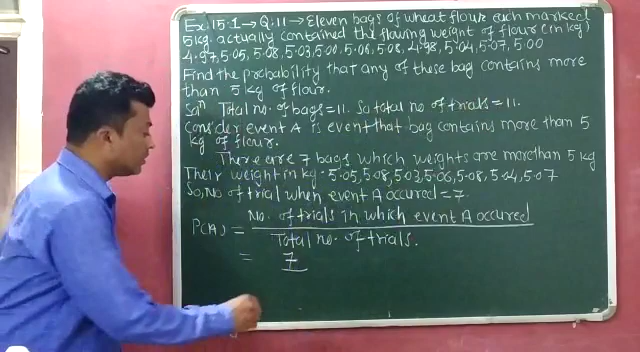 Ex.15.1 → Q.11 → Eleven bags of wheat flour each marked
5kg. actually contained the flowing weight of flour (in kg)
4.97, 5.05, 5.08, 5.03, 5.00, 5.06, 5.08, 4.98, 5.04, 5.07, 5.00
Find the probability that any of these bag contains more
than 5 kg of flour.
Solⁿ Total No. of bags = 11. So total no of trials = 11.
Consider event A is event that bag contains more than 5
kg of flour.
There are 7 bags which weights are more than 5 kg
Their weight in kg. 5.05, 5.08, 5.03, 5.06, 5.08, 5.04, 5.07
So, No of trial when event A occured = 7.
P(A) = No. of trials in which event A occured
Total no. of trials.
= 7